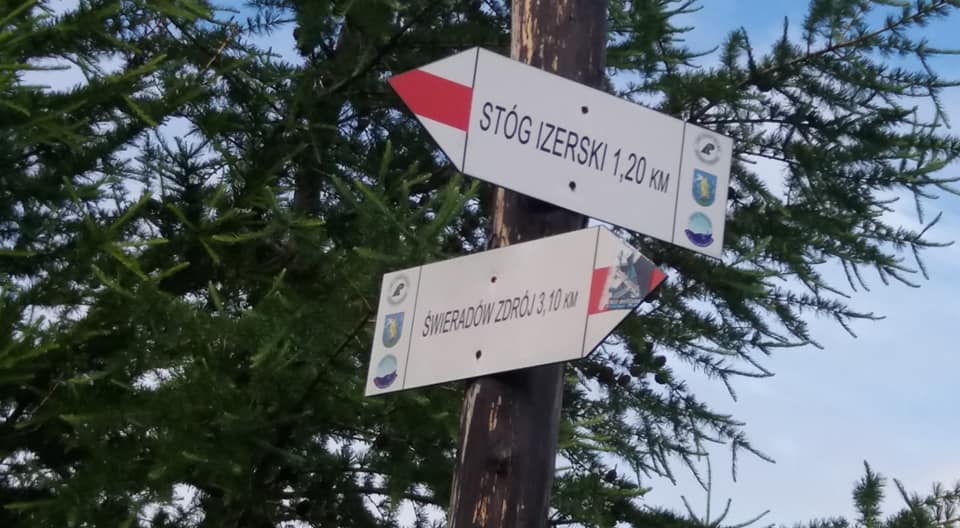 STÓG IZERSKI 1,20 KM
ŚWIERADÓW ZDRÓJ 3,10 KM